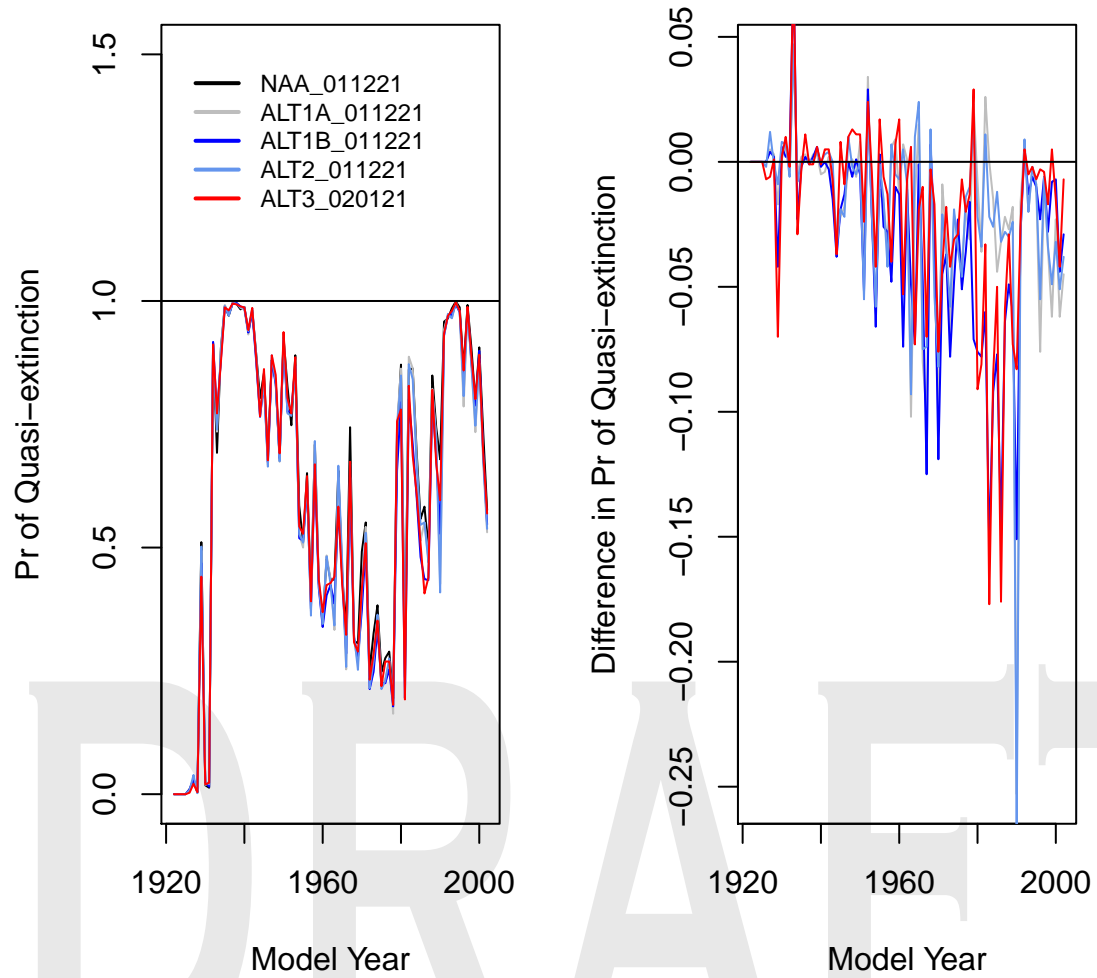 Pr of Quasi−extinction
0.0
0.5
1.0
1.5
NAA_011221
ALT1A_011221
ALT1B_011221
ALT2_011221
ALT3_020121
1920
1960
2000
Model Year
Difference in Pr of Quasi−extinction
0.05
0.00
−0.05
−0.10
−0.15
−0.20
−0.25
1920
1960
2000
Model Year
DRAFT